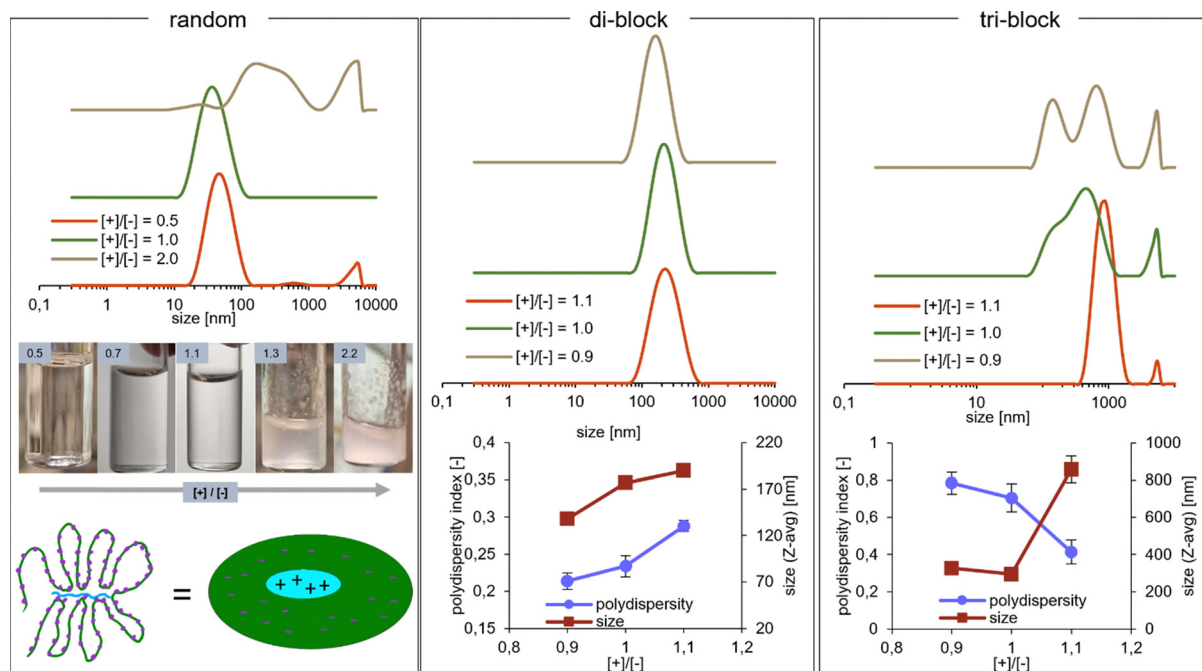 random
[+]/[-] = 0.5
[+]/[-] = 1.0
[+]/[-] = 2.0
0,1 1 10 100 1000 10000
size [nm]
0.5 0.7 1.1 1.3 2.2
[+] / [-]
=
+ + + +
di-block
[+]/[-] = 1.1
[+]/[-] = 1.0
[+]/[-] = 0.9
0,1 1 10 100 1000 10000
size [nm]
polydispersity index [-]
0,4
0,35
0,3
0,25
0,2
0,15
220
170
120
70
20
size (Z-avg) [nm]
polydispersity
size
0,8 0,9 1 1,1 1,2
[+]/[-]
tri-block
[+]/[-] = 1.1
[+]/[-] = 1.0
[+]/[-] = 0.9
0,1 10 1000
size [nm]
polydispersity index [-]
1
0,8
0,6
0,4
0,2
0
1000
900
800
700
600
500
400
300
200
100
0
size (Z-avg) [nm]
polydispersity
size
0,8 0,9 1 1,1 1,2
[+]/[-]